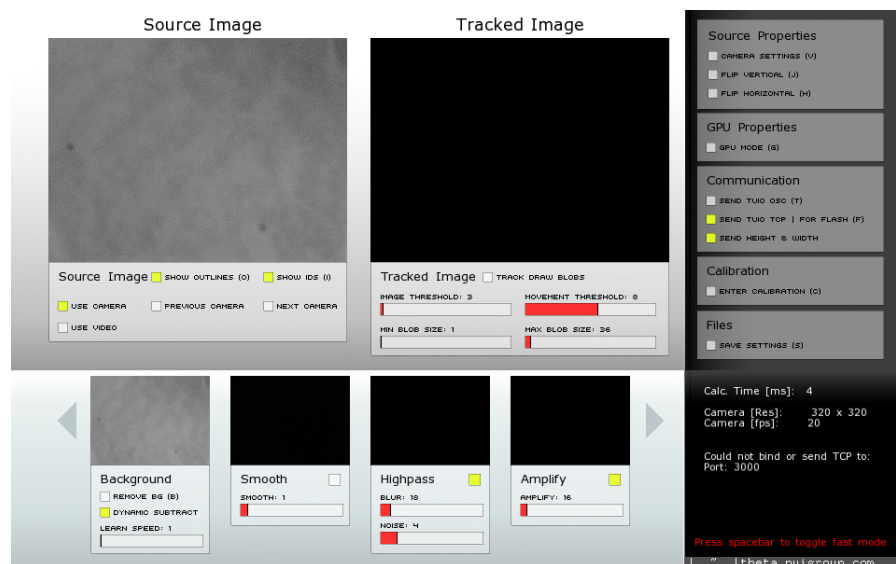 Source Image
Tracked Image
Source Image
SHOW OUTLINES (O)
SHOW IDS (I)
USE CAMERA
PREVIOUS CAMERA
NEXT CAMERA
USE VIDEO
Tracked Image
TRACK DRAW BLOBS
IMAGE THRESHOLD: 3
MOVEMENT THRESHOLD: 8
MIN BLOB SIZE: 1
MAX BLOB SIZE: 36
Background
REMOVE BG (B)
DYNAMIC SUBTRACT
LEARN SPEED: 1
Smooth
SMOOTH: 1
Highpass
BLUR: 18
NOISE: 4
Amplify
AMPLIFY: 16
Source Properties
CAMERA SETTINGS (V)
FLIP VERTICAL (J)
FLIP HORIZONTAL (H)
GPU Properties
GPU MODE (G)
Communication
SEND TUIO OSC (T)
SEND TUIO TCP | FOR FLASH (F)
SEND HEIGHT & WIDTH
Calibration
ENTER CALIBRATION (C)
Files
SAVE SETTINGS (S)
Calc. Time [ms]: 4
Camera [Res]: 320 x 320
Camera [fps]: 20
Could not bind or send TCP to:
Port: 3000
Press spacebar to toggle fast mode